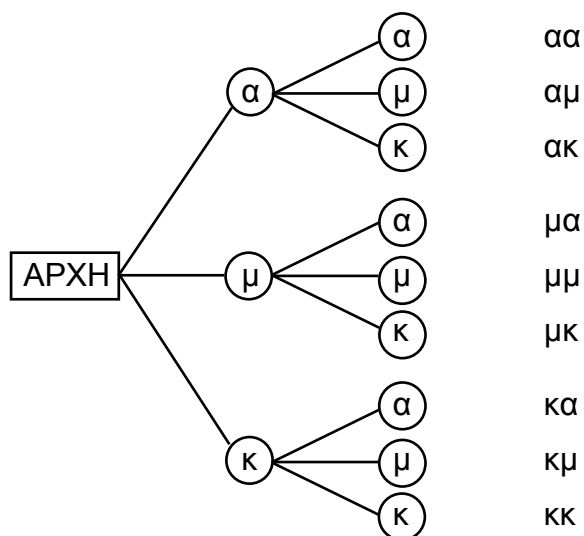 α αα
α μ αμ
κ ακ
α μα
ΑΡΧΗ μ μ μμ
κ μκ
α κα
κ μ κμ
κ κκ